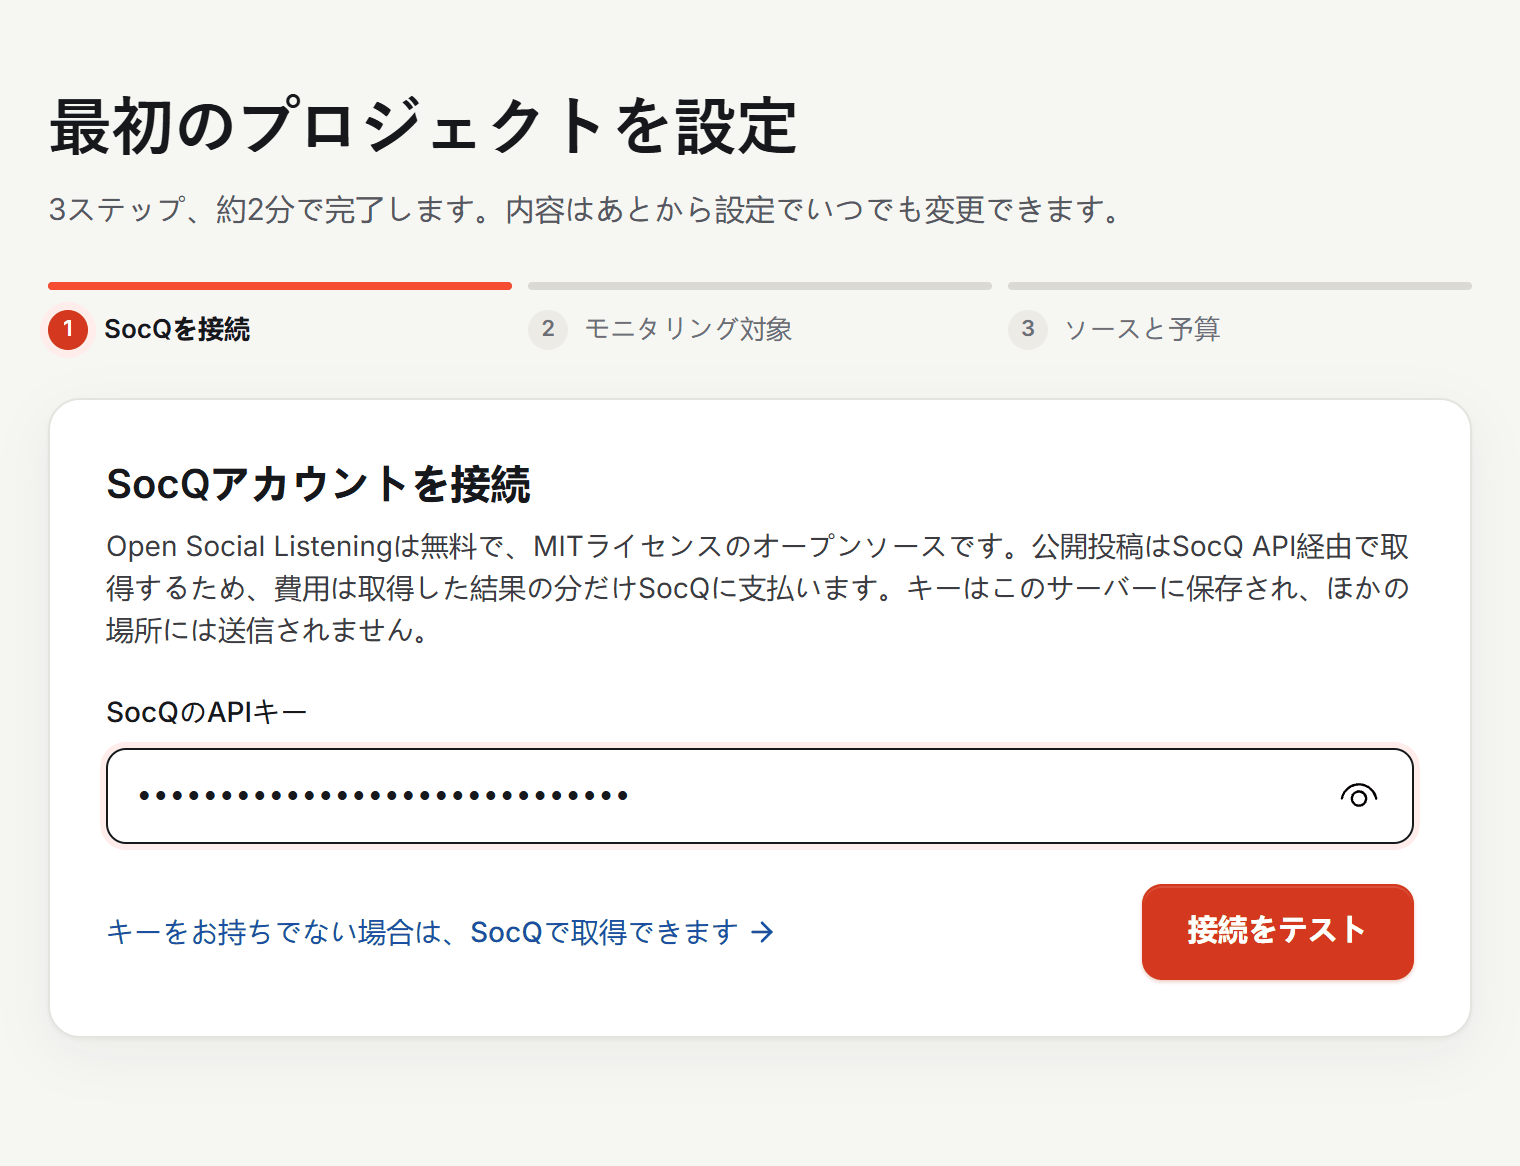 最初のプロジェクトを設定
3ステップ、約2分で完了します。内容はあとから設定でいつでも変更できます。
1 SocQを接続
2 モニタリング対象
3 ソースと予算
SocQアカウントを接続
Open Social Listeningは無料で、MITライセンスのオープンソースです。公開投稿はSocQ API経由で取
得するため、費用は取得した結果の分だけSocQに支払います。キーはこのサーバーに保存され、ほかの
場所には送信されません。
SocQのAPIキー
••••••••••••••••••••••••••••••
キーをお持ちでない場合は、SocQで取得できます →
接続をテスト